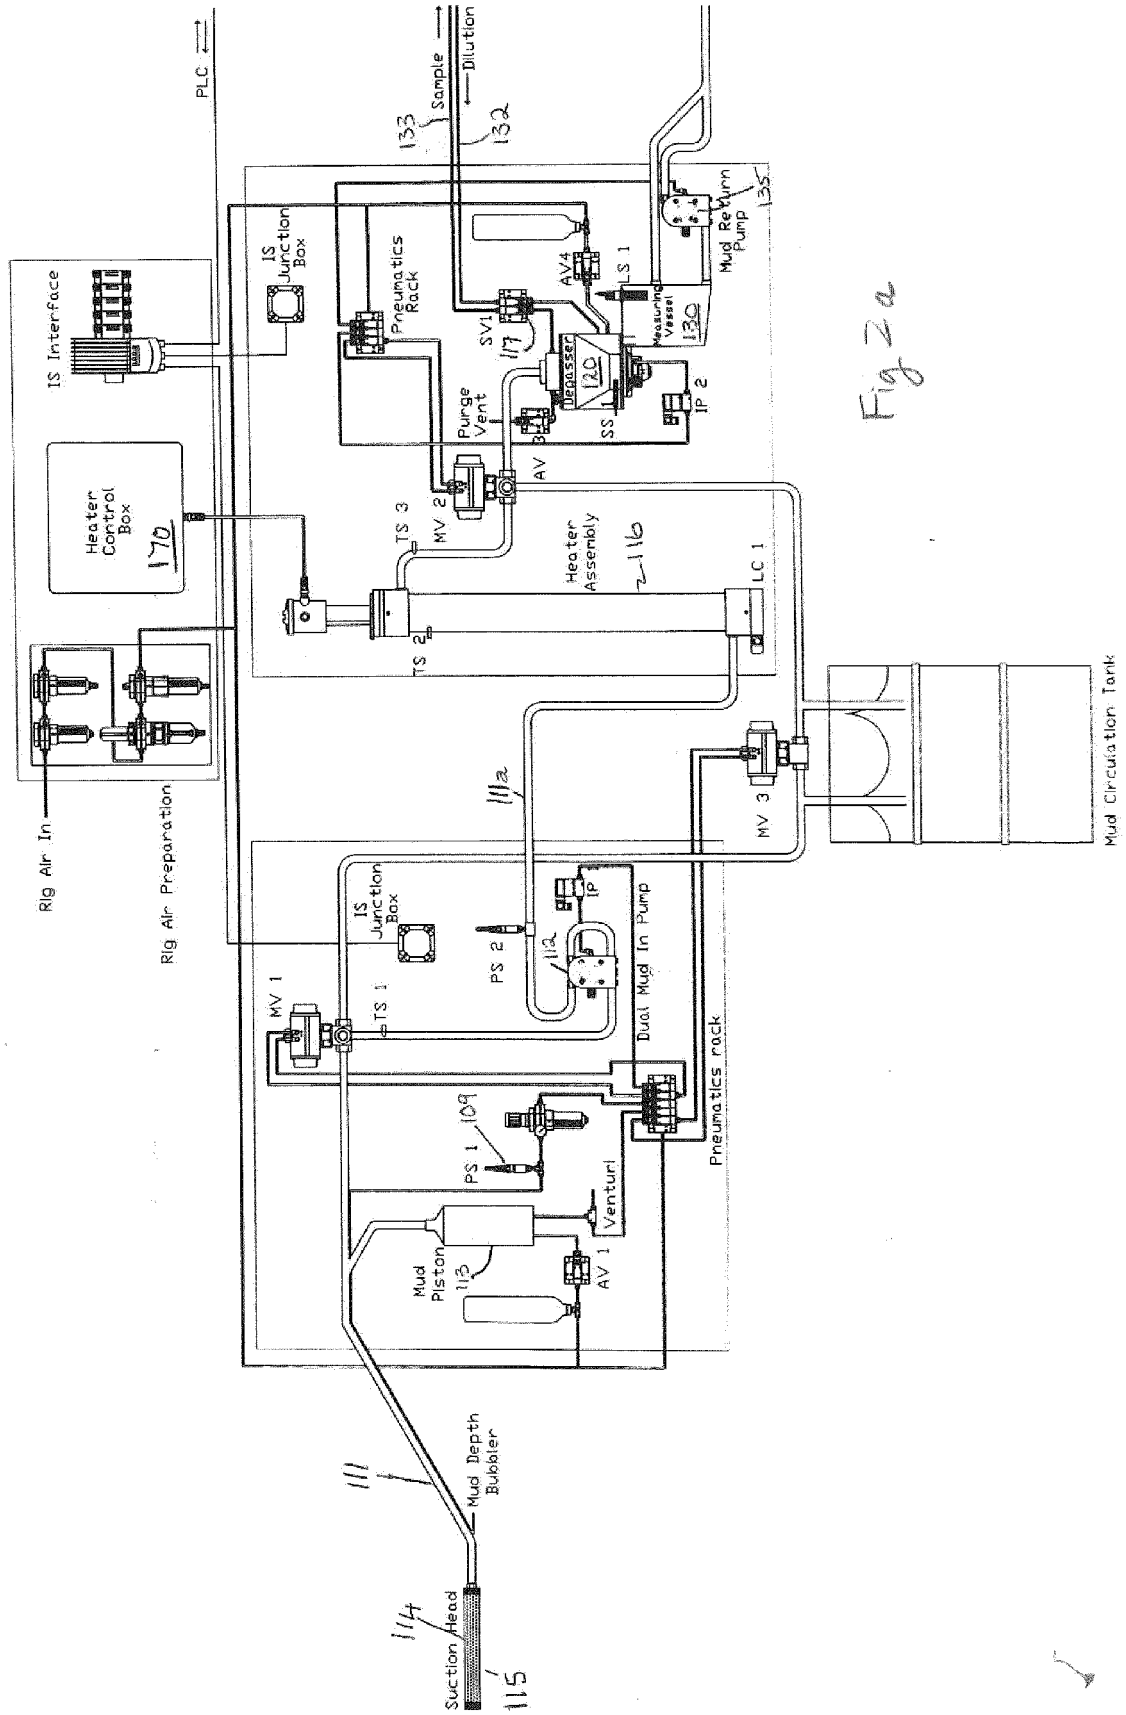 PLC
Sample
Dilution
133
132
IS Interface
IS
Junction
Box
Heater
Control
Box
170
Pneumatics
Rack
Purge
Vent
SV1
117
AV4
LS 1
Degasser
120
Measuring
Vessel
130
Mud Return
Pump
135
SS 1
IP 2
3
AV
MV 2
TS 3
TS 2
Heater
Assembly
116
LC 1
Rig Air In
Rig Air Preparation
111a
IS
Junction
Box
PS 2
112
IP 1
Dual Mud In Pump
MV 1
TS 1
MV 3
Mud Circulation Tank
PS 1
109
Pneumatics rack
Venturi
AV 1
Mud
Piston
113
111
Mud Depth
Bubbler
Suction Head
114
115
Fig 2a